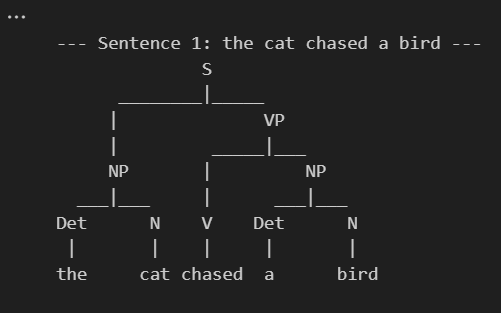 ...
--- Sentence 1: the cat chased a bird ---
S
VP
NP NP
Det N V Det N
the cat chased a bird